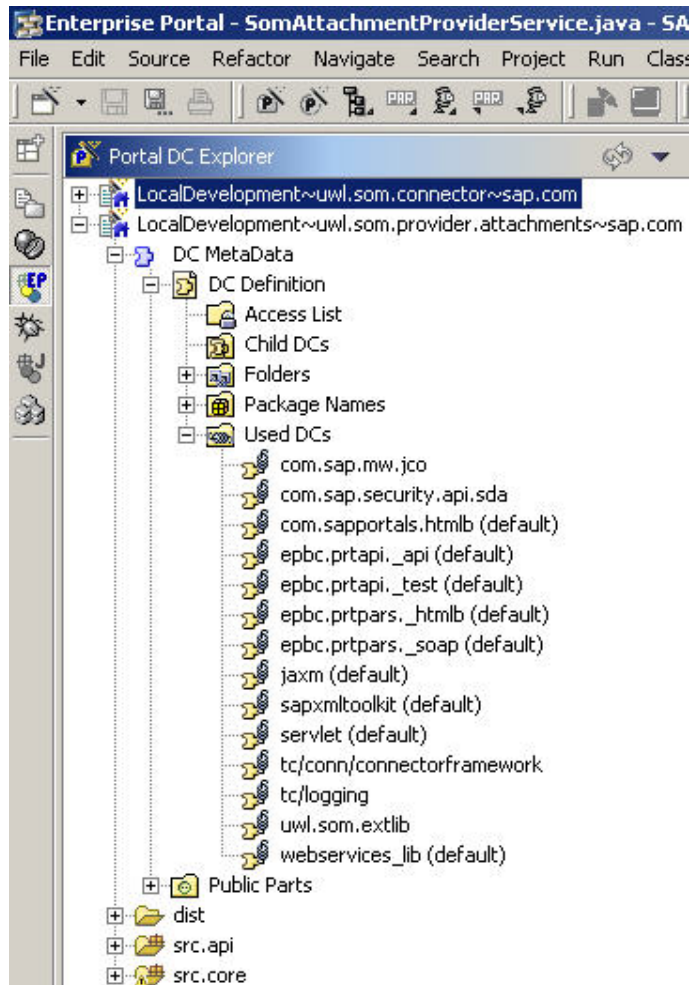 Enterprise Portal - SomAttachmentProviderService.java - SA
File Edit Source Refactor Navigate Search Project Run Class
Portal DC Explorer
LocalDevelopment~uwl.som.connector~sap.com
LocalDevelopment~uwl.som.provider.attachments~sap.com
DC MetaData
DC Definition
Access List
Child DCs
Folders
Package Names
Used DCs
com.sap.mw.jco
com.sap.security.api.sda
com.sapportals.htmlb (default)
epbc.prtapi._api (default)
epbc.prtapi._test (default)
epbc.prtpars._htmlb (default)
epbc.prtpars._soap (default)
jaxm (default)
sapxmltoolkit (default)
servlet (default)
tc/conn/connectorframework
tc/logging
uwl.som.extlib
webservices_lib (default)
Public Parts
dist
src.api
src.core